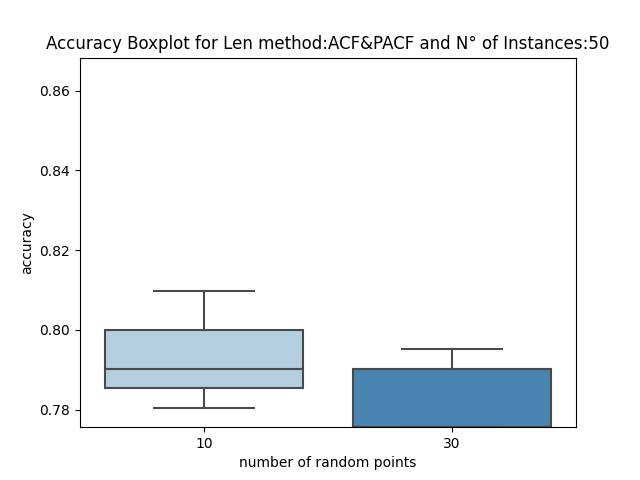 Accuracy Boxplot for Len method:ACF&PACF and N° of Instances:50
0.86
0.84
0.82
0.80
0.78
accuracy
10 30
number of random points